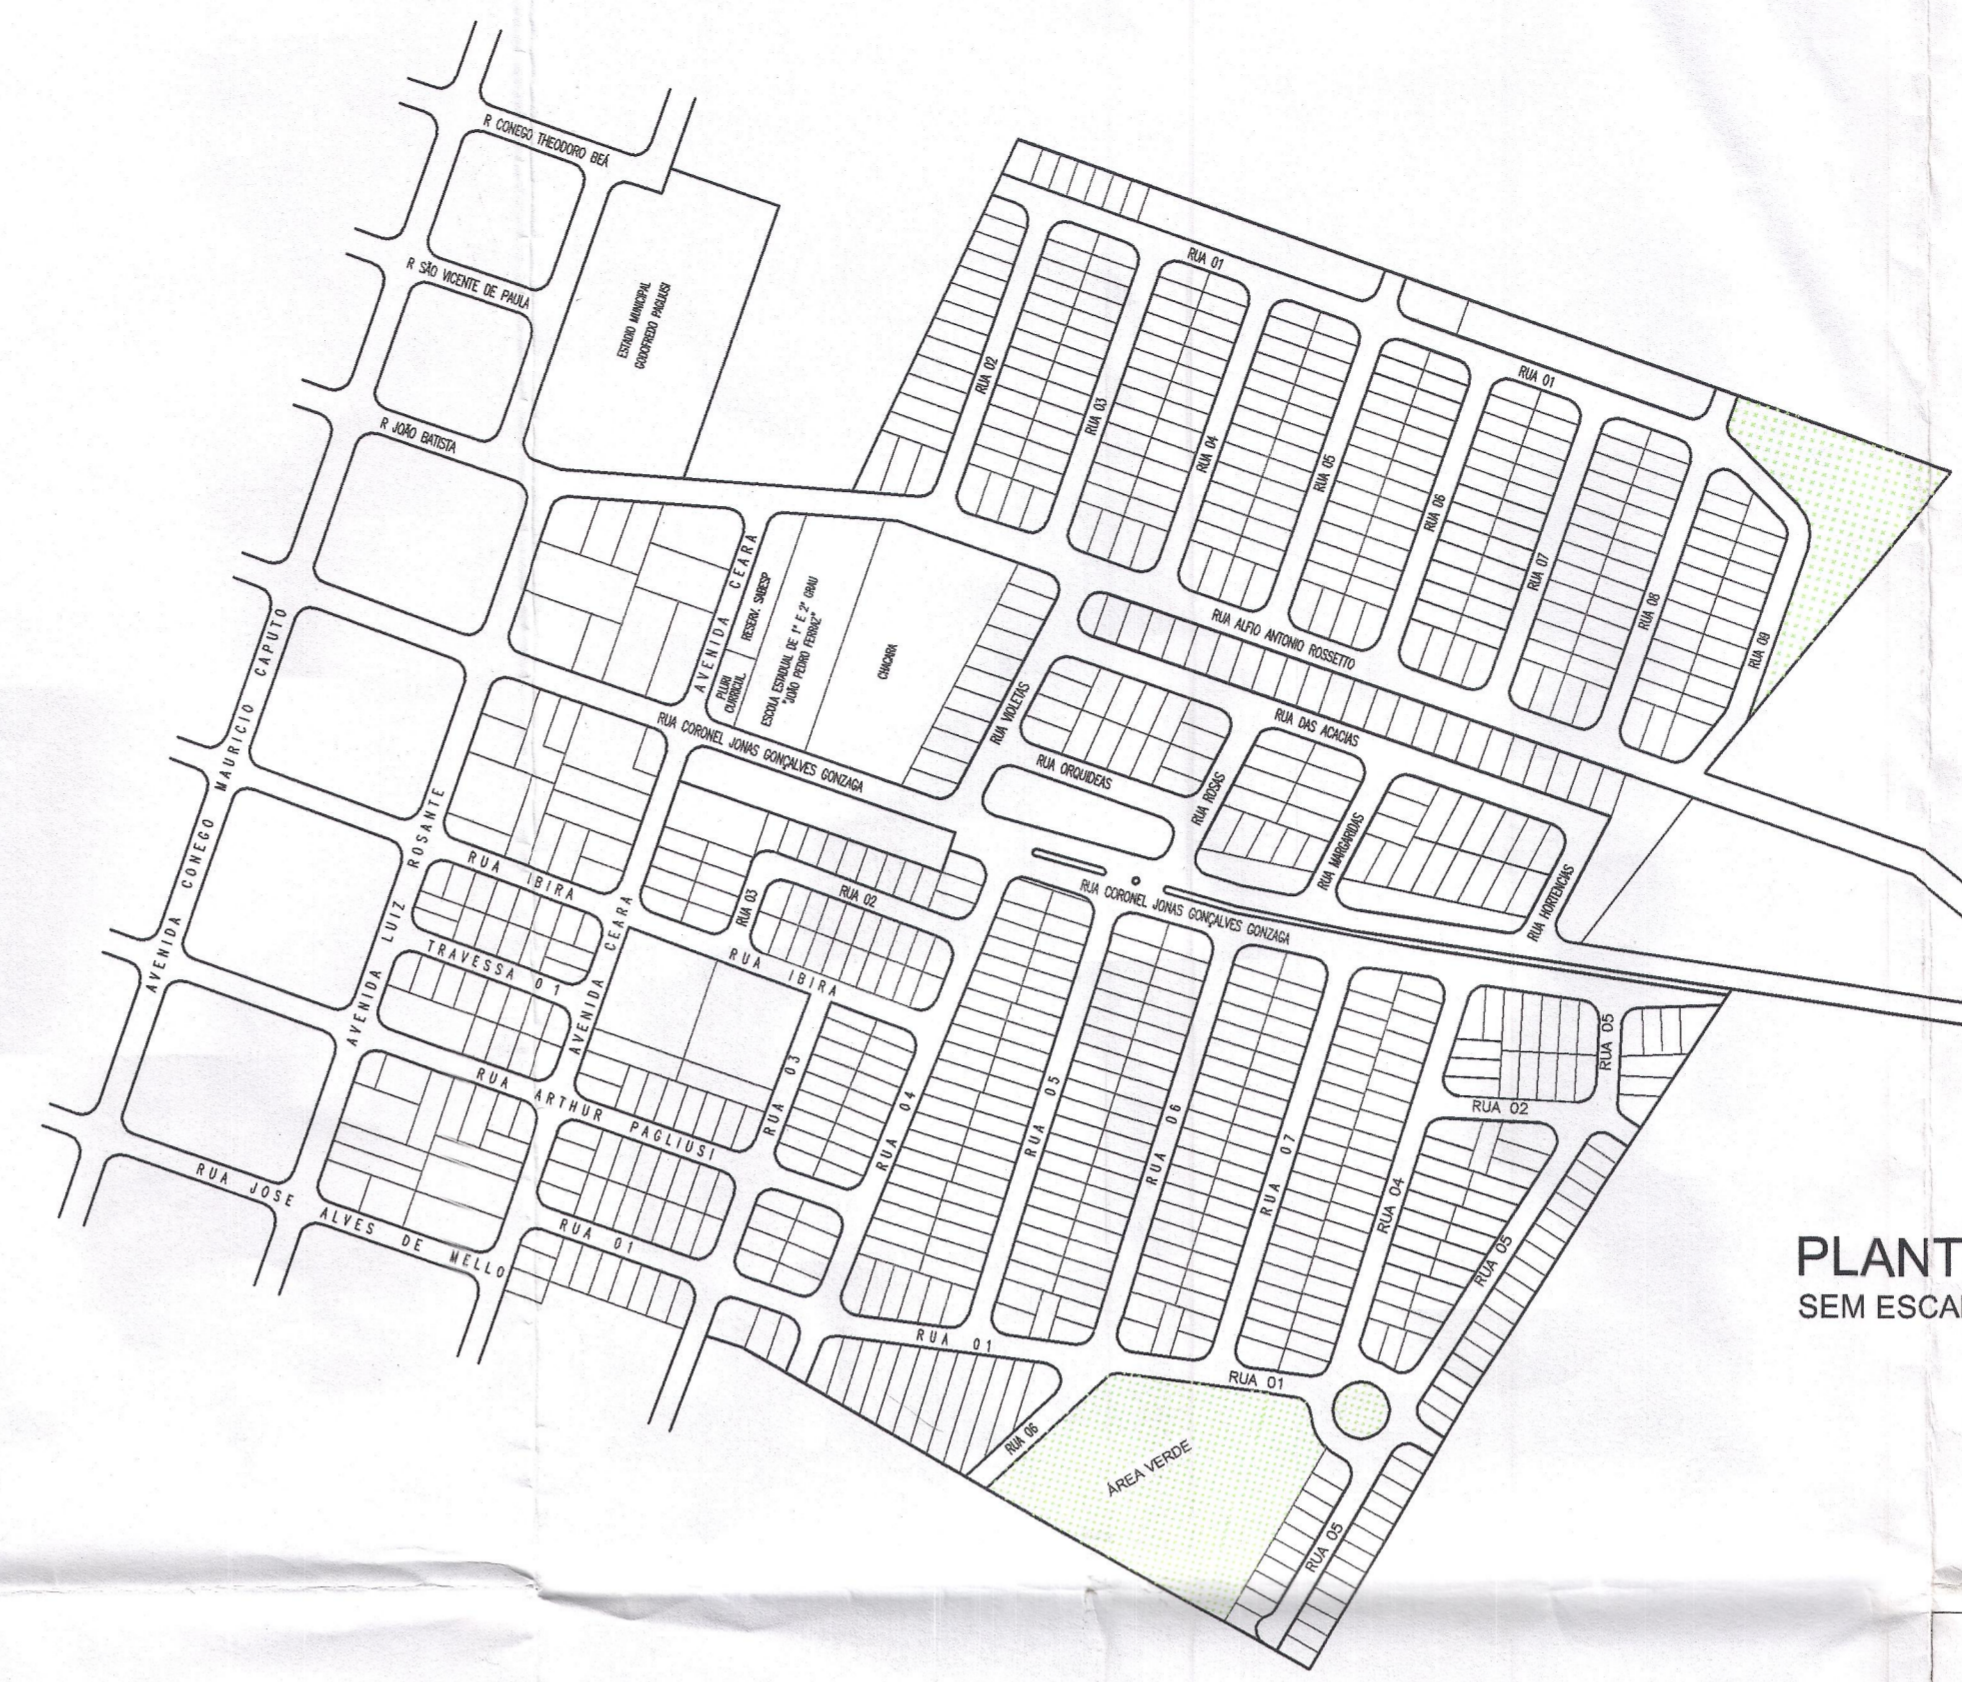 R CONEGO THEODORO BEÁ
R SÃO VICENTE DE PAULA
ESTADIO MUNICIPAL
GODOFREDO PAGLIUSI
R JOÃO BATISTA
RUA 01
RUA 02
RUA 03
RUA 04
RUA 05
RUA 06
RUA 01
RUA 07
RUA 08
RUA 09
RUA ALFIO ANTONIO ROSSETTO
AVENIDA CEARA
RESERV. SABESP
PLURI
CURRICUL.
ESCOLA ESTADUAL DE 1º E 2º GRAU
"JOÃO PEDRO FERRAZ"
CHACARA
RUA VIOLETAS
RUA DAS ACACIAS
RUA ORQUIDEAS
RUA ROSAS
RUA MARGARIDAS
RUA HORTENCIAS
RUA CORONEL JONAS GONÇALVES GONZAGA
RUA CORONEL JONAS GONÇALVES GONZAGA
AVENIDA CONEGO MAURICIO CAPUTO
AVENIDA LUIZ ROSANTE
RUA IBIRA
TRAVESSA 01
AVENIDA CEARA
RUA 03
RUA 02
RUA IBIRA
RUA ARTHUR PAGLIUSI
RUA 03
RUA 04
RUA 05
RUA 06
RUA 07
RUA 04
RUA 05
RUA 02
RUA 05
RUA JOSE ALVES DE MELLO
RUA 01
RUA 01
RUA 01
RUA 06
ÁREA VERDE
RUA 05
PLANT
SEM ESCA